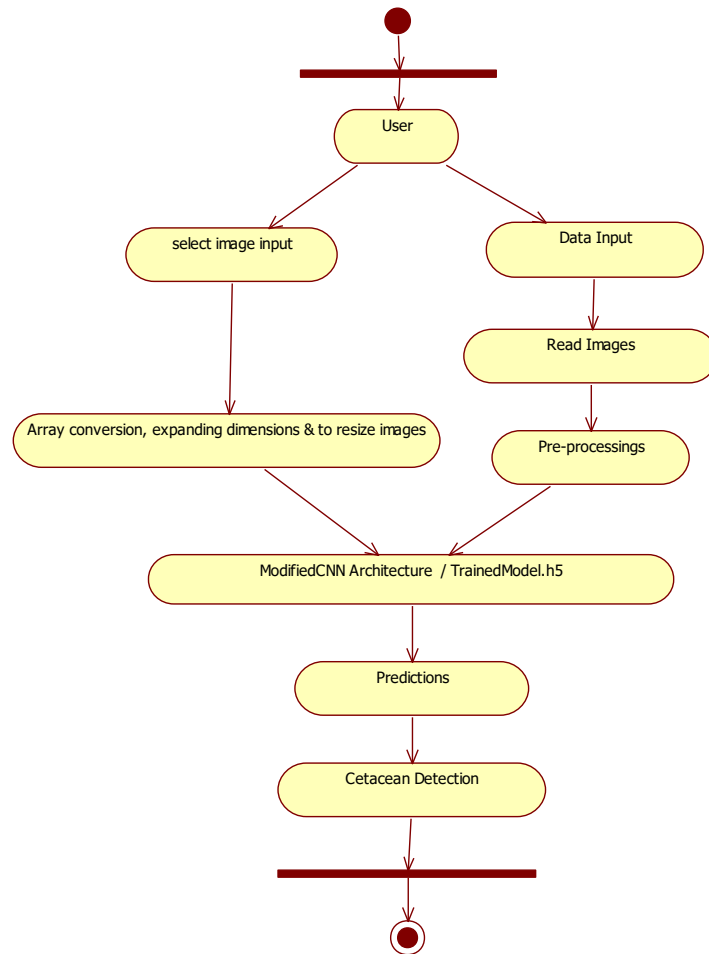 User
select image input
Data Input
Read Images
Array conversion, expanding dimensions & to resize images
Pre-processings
ModifiedCNN Architecture / TrainedModel.h5
Predictions
Cetacean Detection